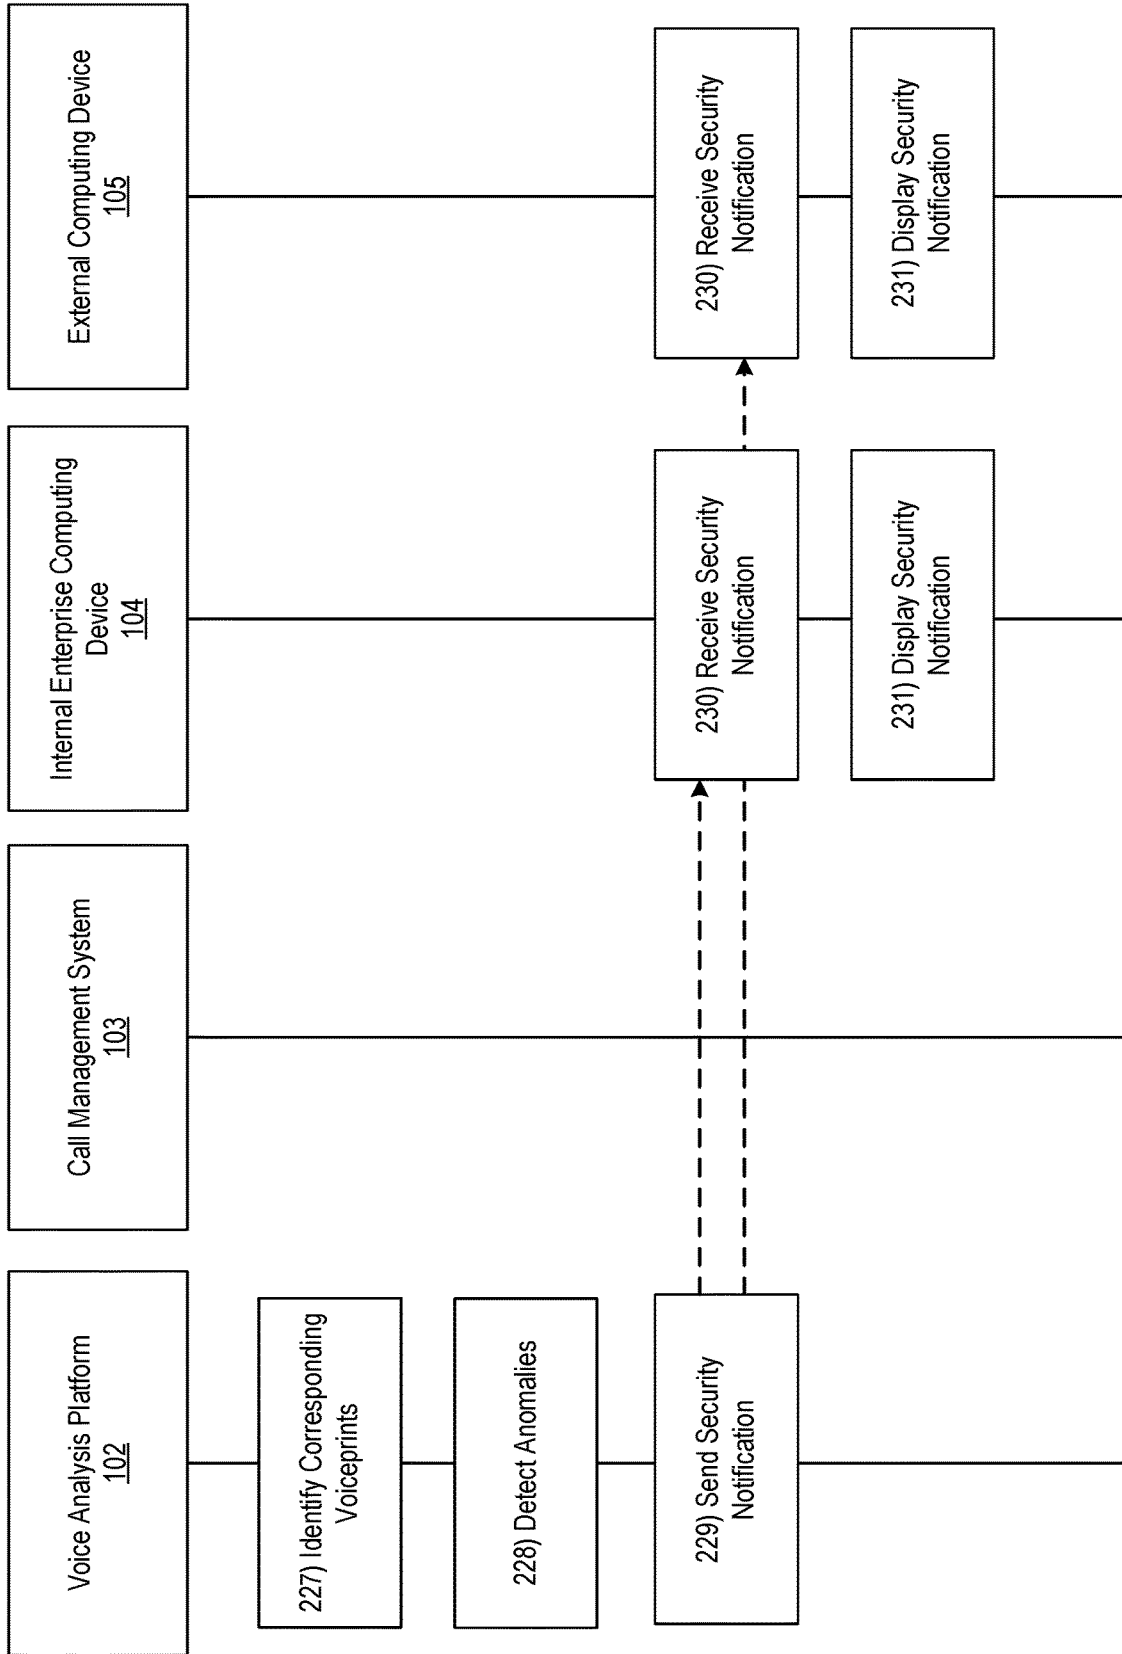 Voice Analysis Platform
102
Call Management System
103
Internal Enterprise Computing
Device
104
External Computing Device
105
227) Identify Corresponding
Voiceprints
228) Detect Anomalies
229) Send Security
Notification
230) Receive Security
Notification
230) Receive Security
Notification
231) Display Security
Notification
231) Display Security
Notification